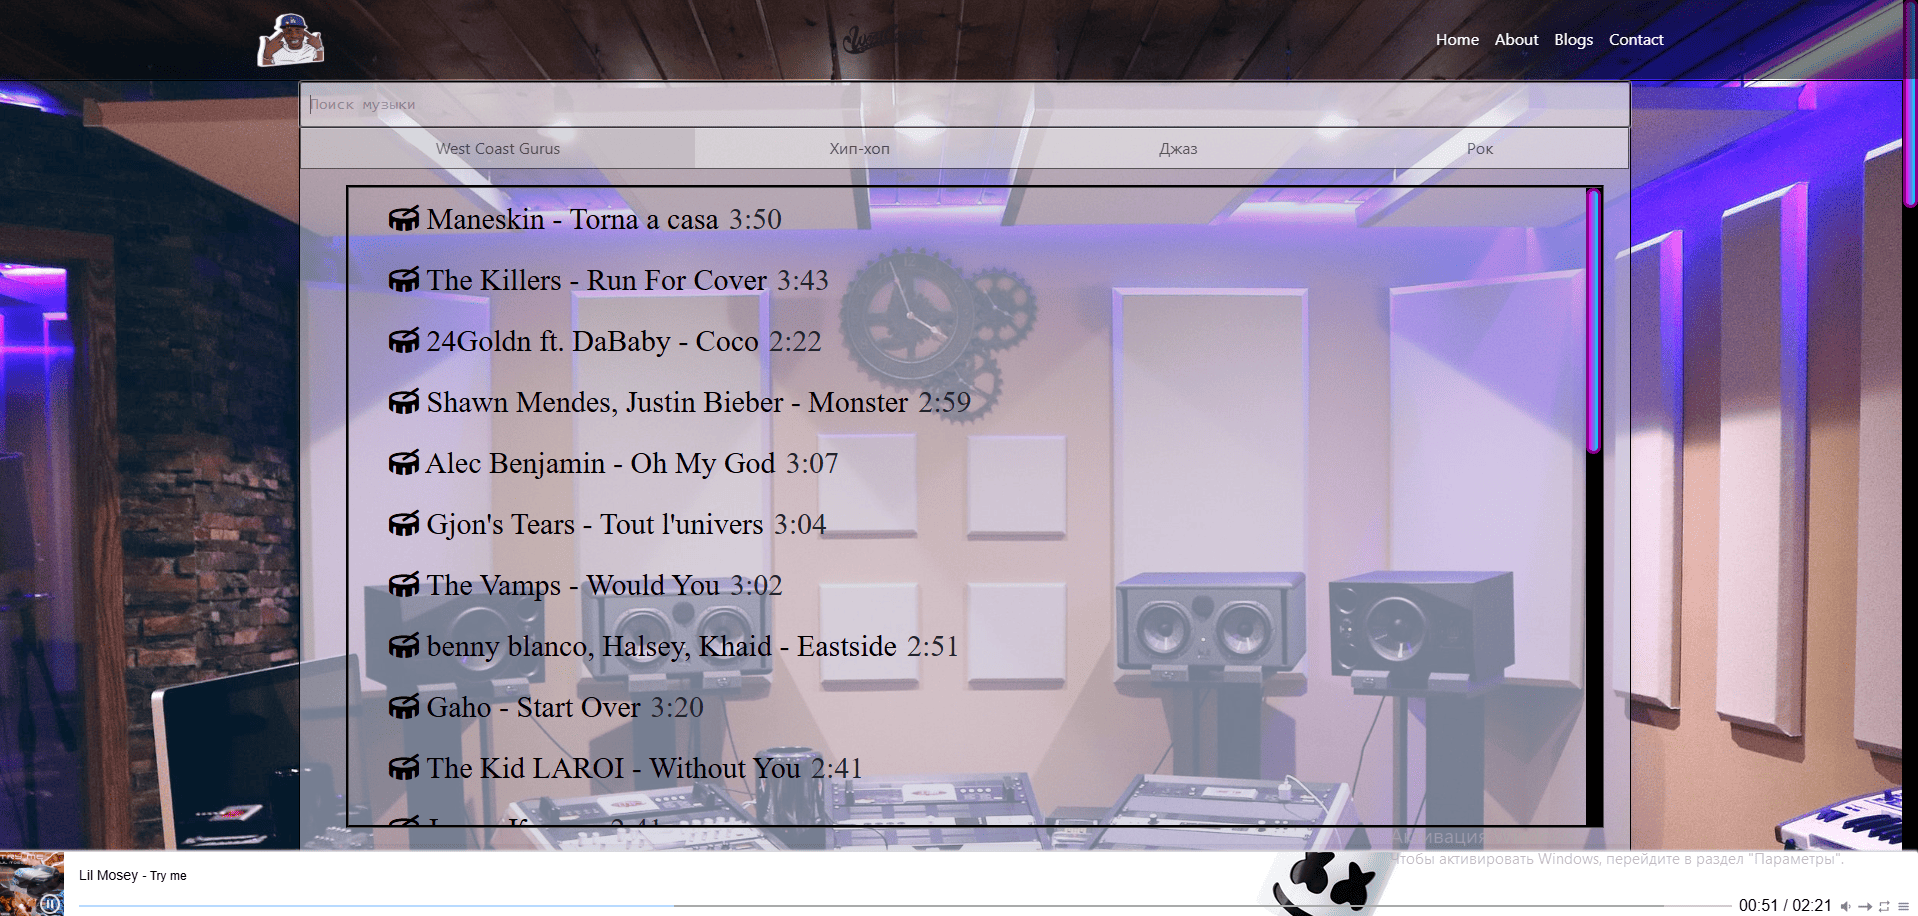 Home About Blogs Contact
Поиск музыки
West Coast Gurus Хип-хоп Джаз Рок
Maneskin - Torna a casa 3:50
The Killers - Run For Cover 3:43
24Goldn ft. DaBaby - Coco 2:22
Shawn Mendes, Justin Bieber - Monster 2:59
Alec Benjamin - Oh My God 3:07
Gjon's Tears - Tout l'univers 3:04
The Vamps - Would You 3:02
benny blanco, Halsey, Khaid - Eastside 2:51
Gaho - Start Over 3:20
The Kid LAROI - Without You 2:41
Активация
Чтобы активировать Windows, перейдите в раздел "Параметры".
Lil Mosey - Try me
00:51 / 02:21